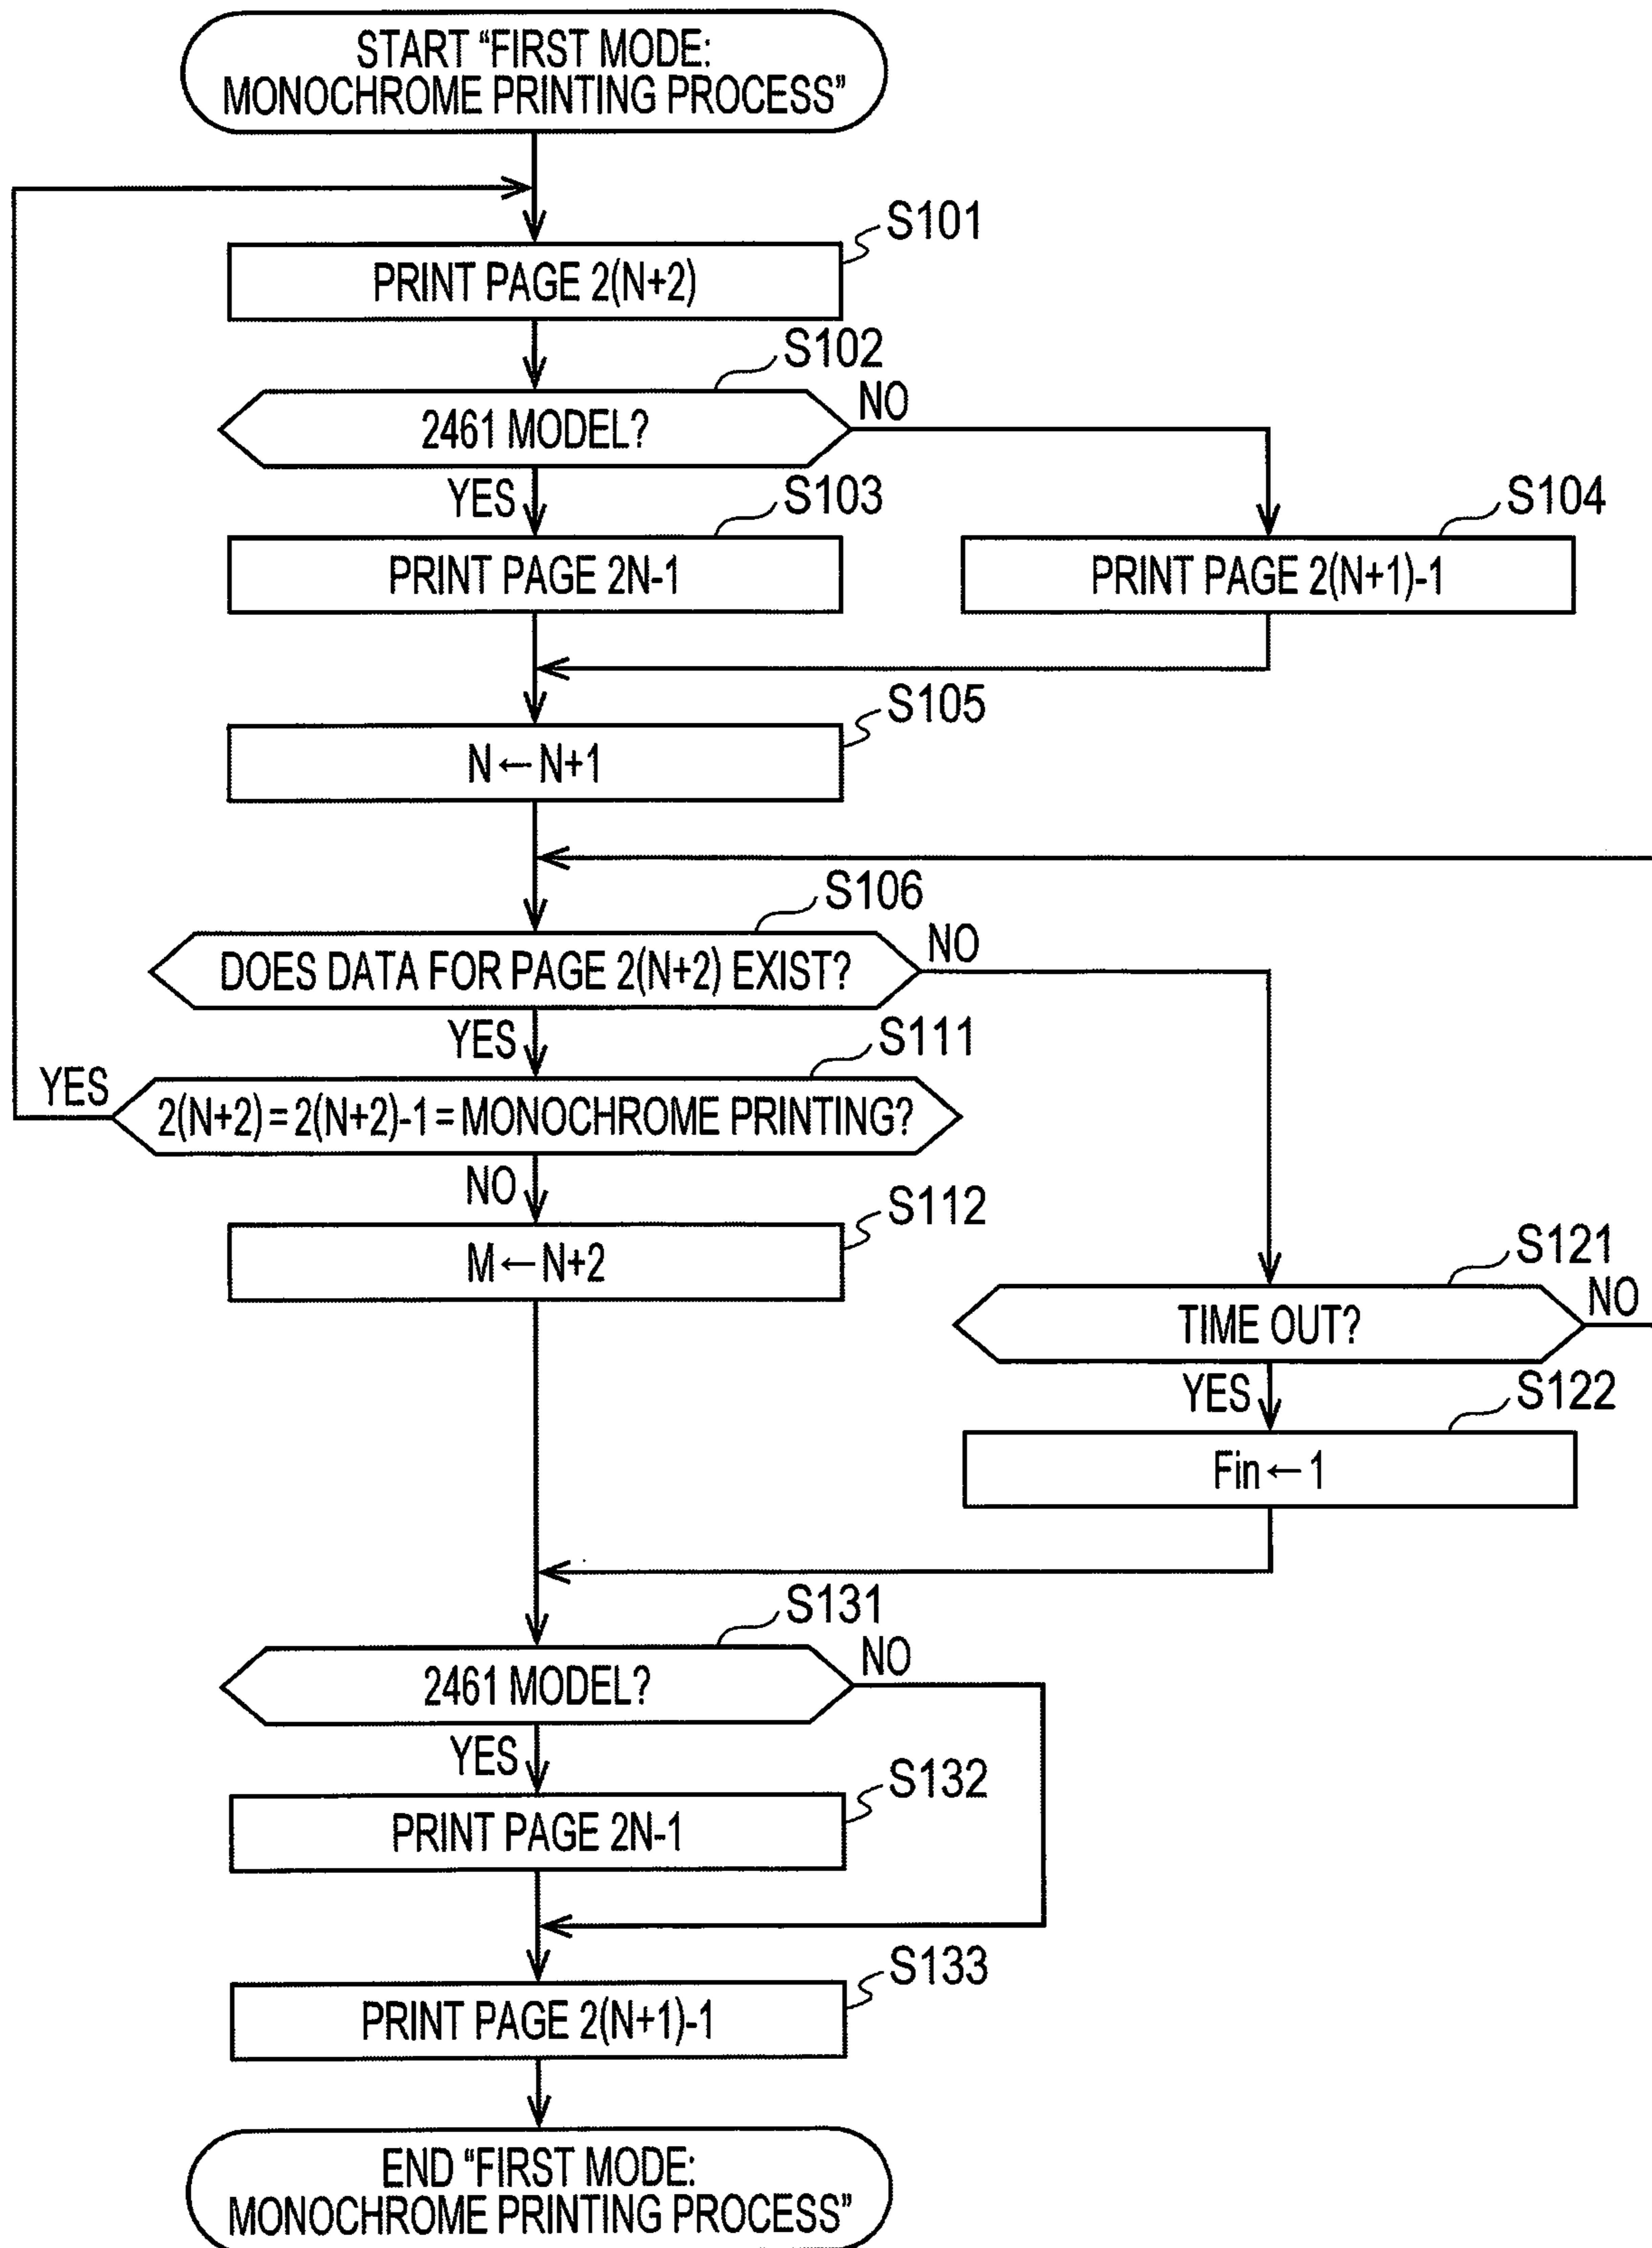 START “FIRST MODE:
MONOCHROME PRINTING PROCESS”
S101
PRINT PAGE 2(N+2)
S102
2461 MODEL?
NO
YES
S103
PRINT PAGE 2N-1
S104
PRINT PAGE 2(N+1)-1
S105
N←N+1
S106
DOES DATA FOR PAGE 2(N+2) EXIST?
NO
YES
S111
YES
2(N+2)=2(N+2)-1=MONOCHROME PRINTING?
NO
S112
M←N+2
S121
TIME OUT?
NO
YES
S122
Fin←1
S131
2461 MODEL?
NO
YES
S132
PRINT PAGE 2N-1
S133
PRINT PAGE 2(N+1)-1
END “FIRST MODE:
MONOCHROME PRINTING PROCESS”